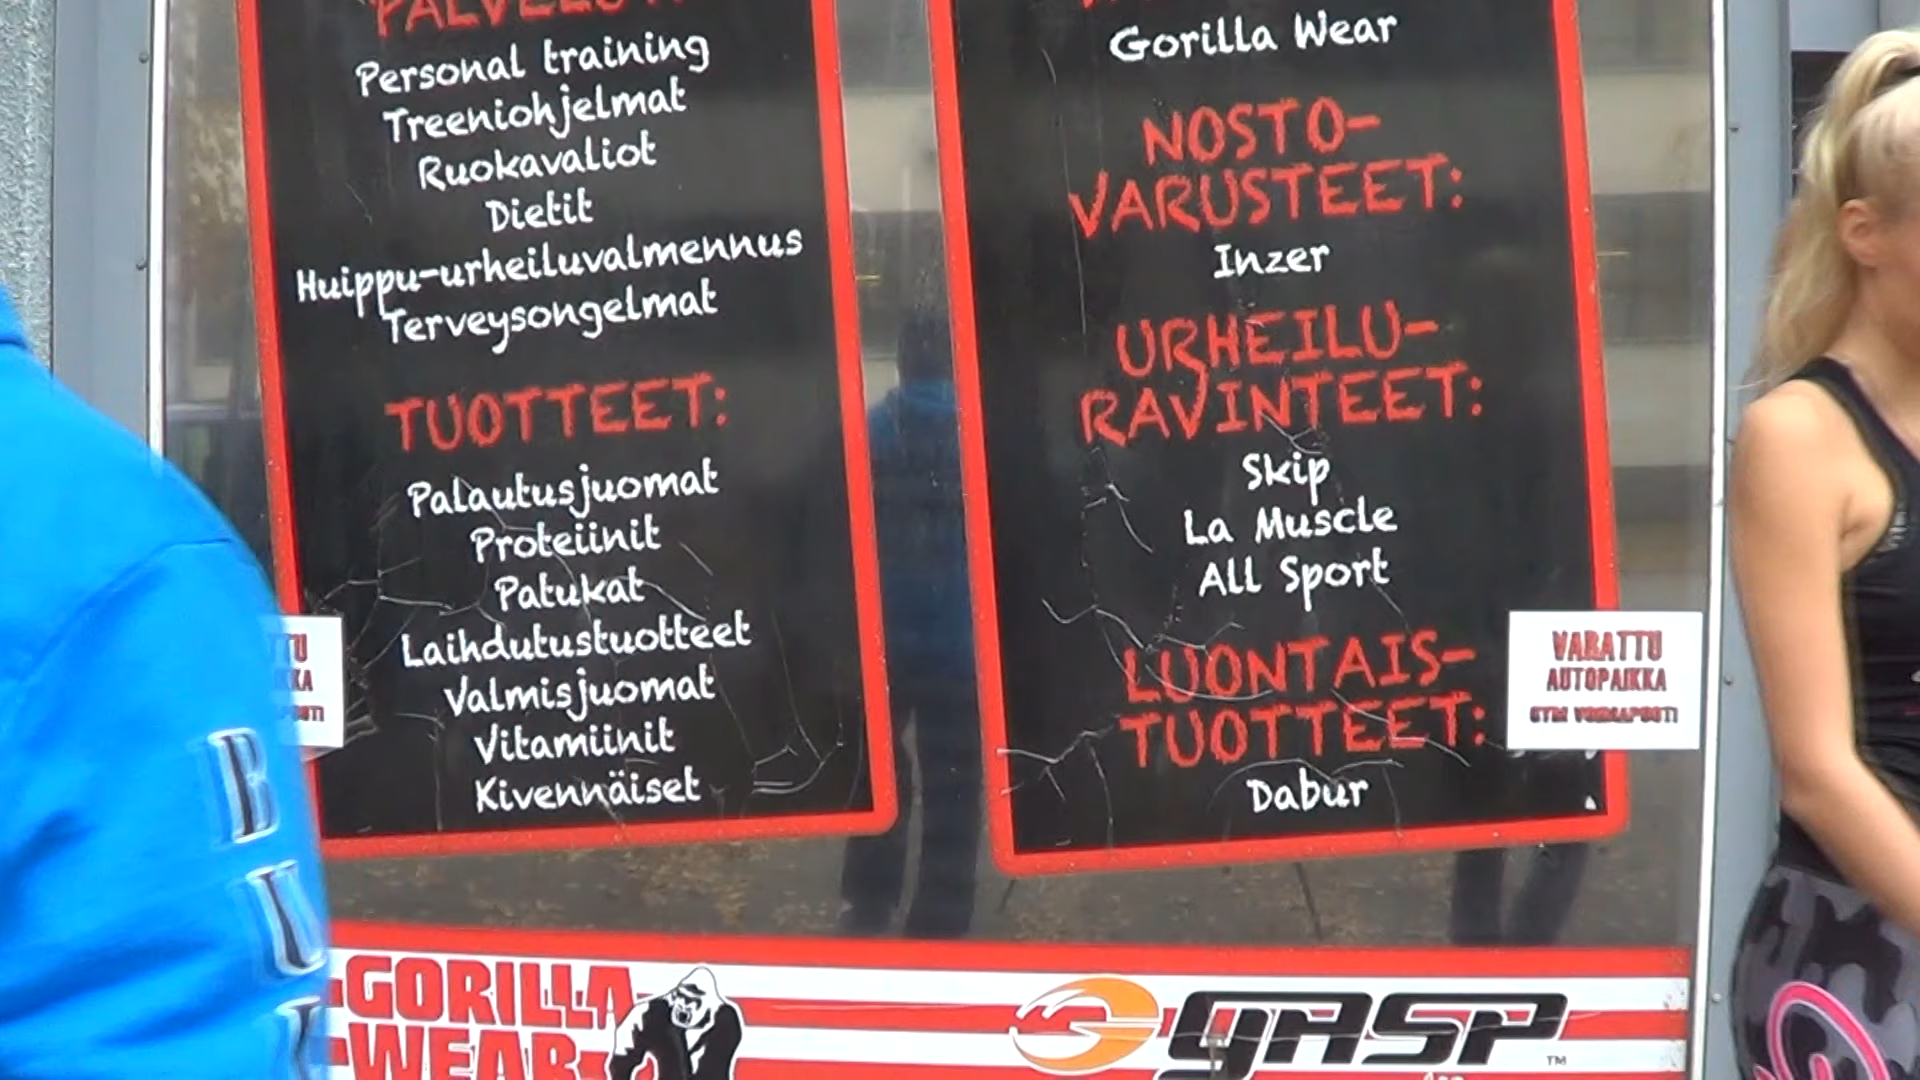 Personal training
Treeniohjelmat
Ruokavaliot
Dietit
Huippu-urheiluvalmennus
Terveysongelmat
TUOTTEET:
Palautusjuomat
Proteiinit
Patukat
Laihdutustuotteet
Valmisjuomat
Vitamiinit
Kivennäiset
Gorilla Wear
NOSTO-
VARUSTEET:
Inzer
URHEILU-
RAVINTEET:
Skip
La Muscle
All Sport
LUONTAIS-
TUOTTEET:
Dabur
VARATTU
AUTOPAIKKA
GORILLA
WEAR
GASP
TM